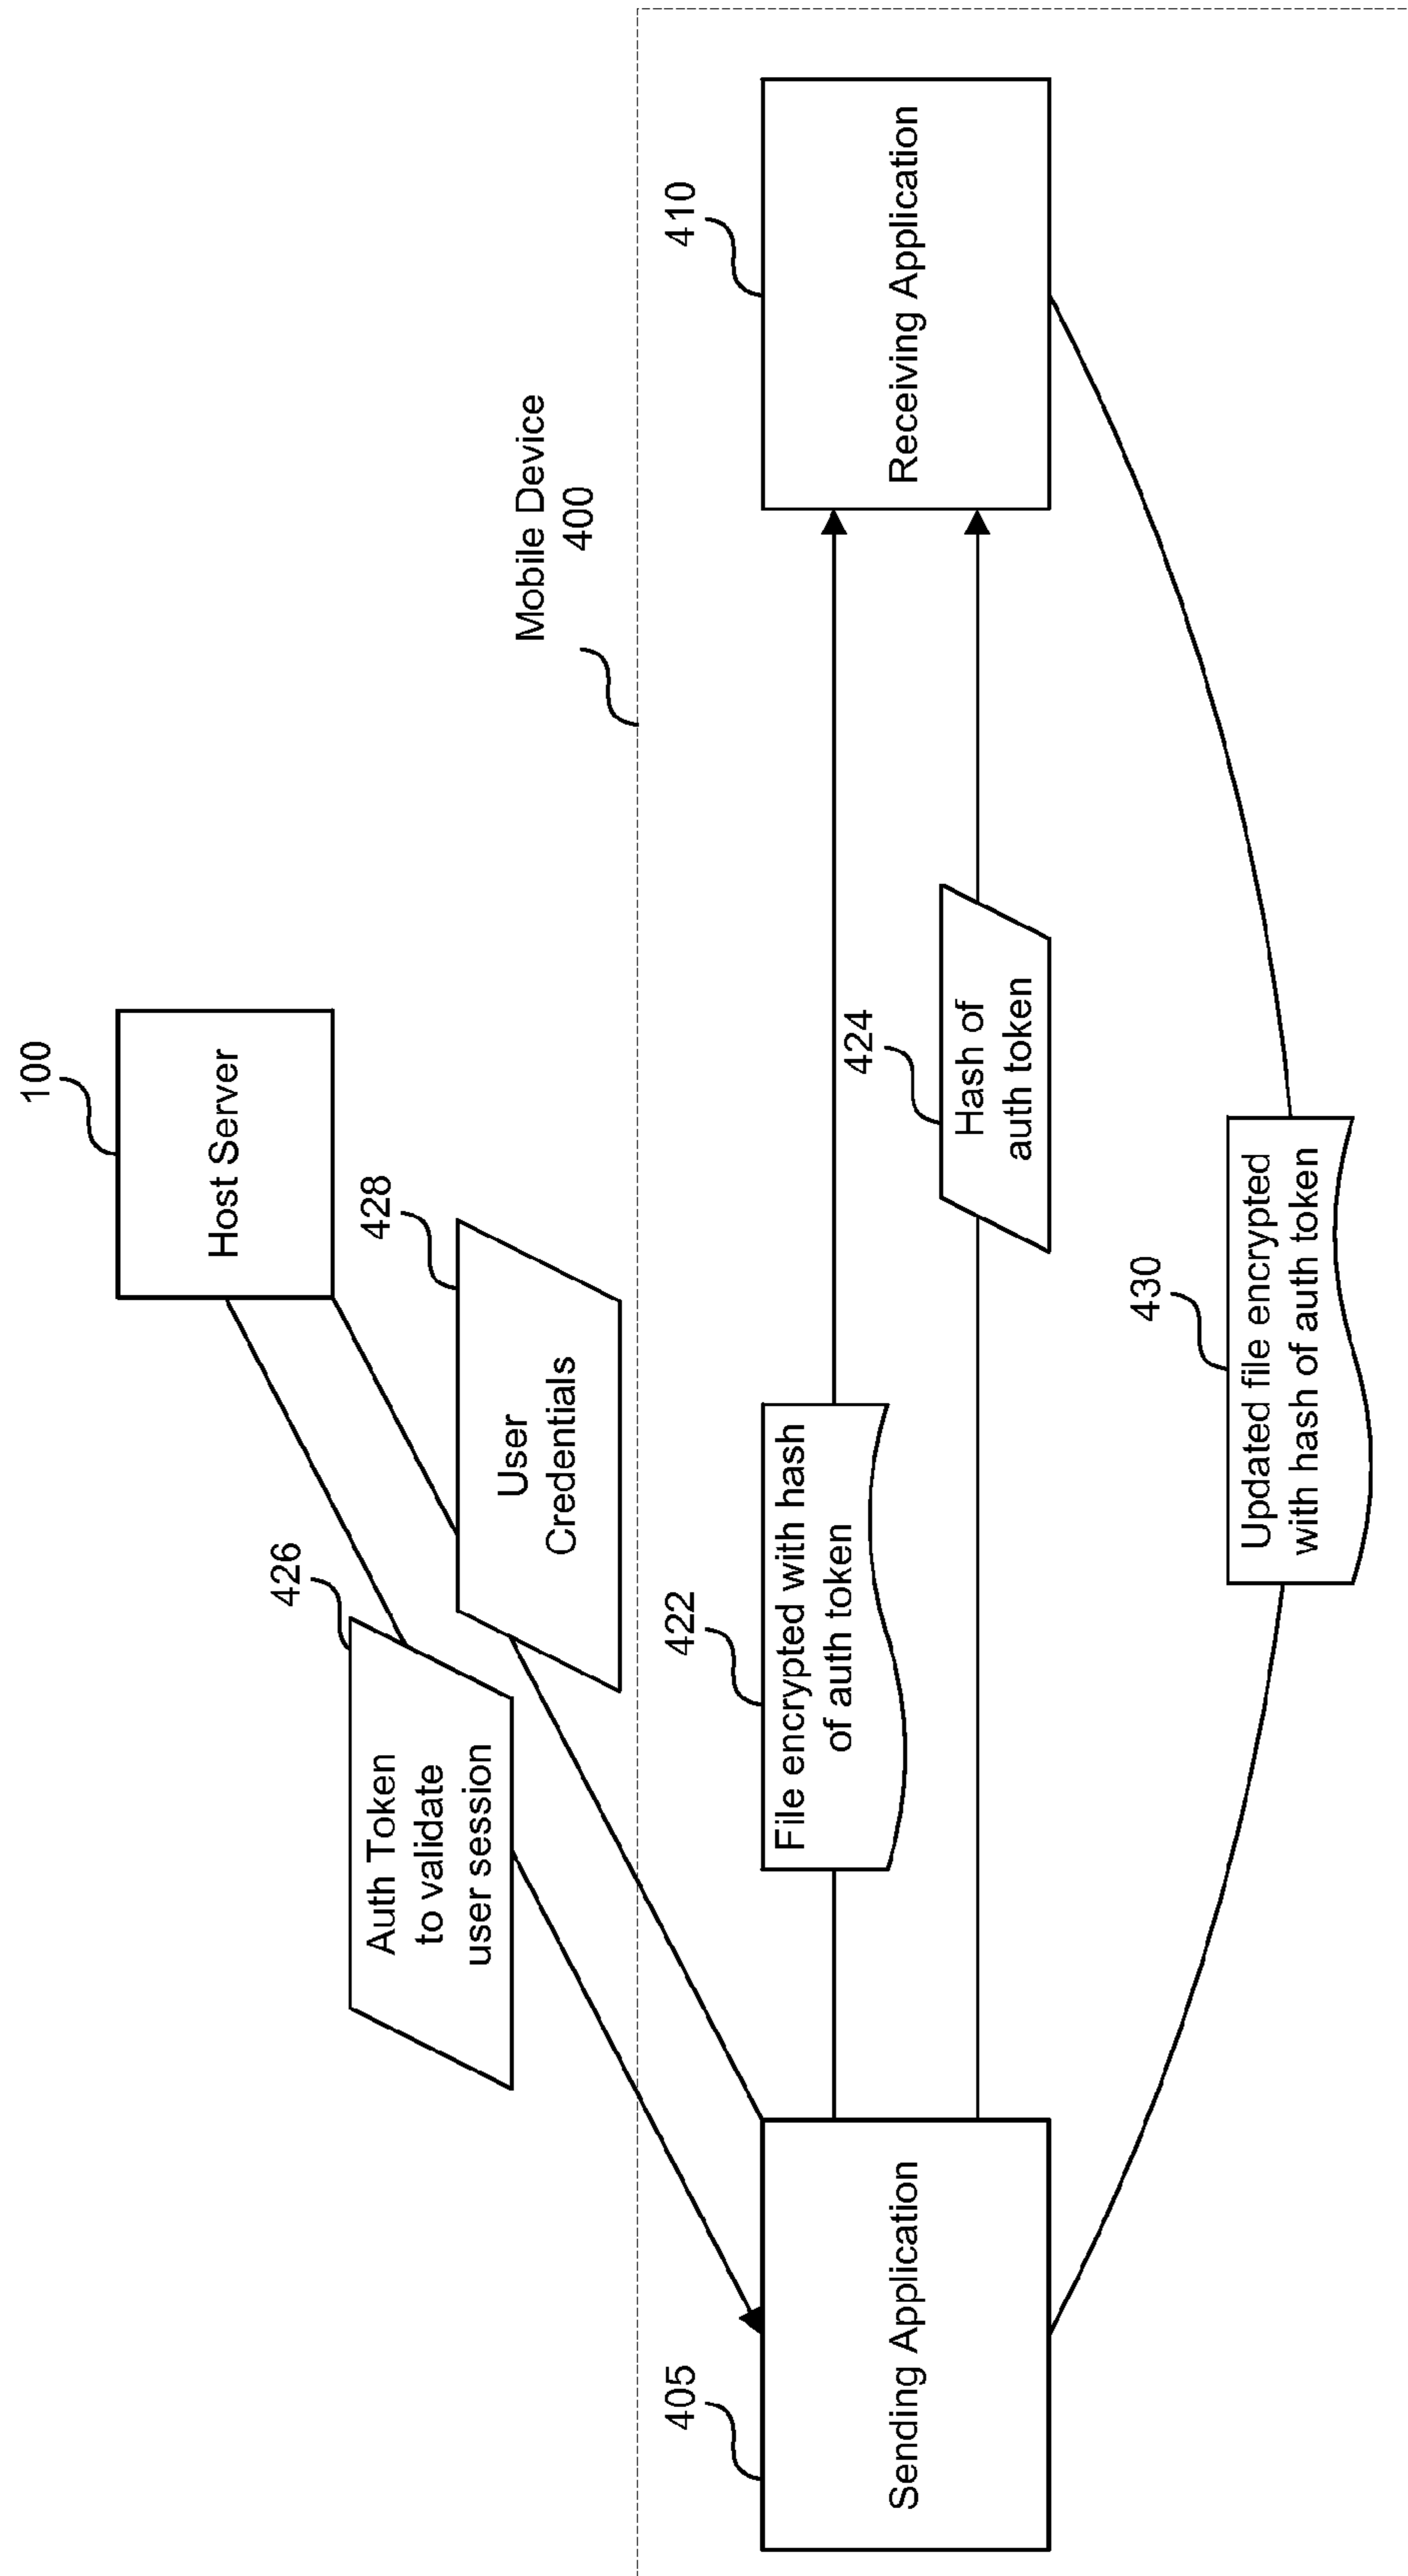 100
Host Server
Mobile Device
400
426
Auth Token
to validate
user session
428
User
Credentials
405
Sending Application
422
File encrypted with hash
of auth token
424
Hash of
auth token
410
Receiving Application
430
Updated file encrypted
with hash of auth token